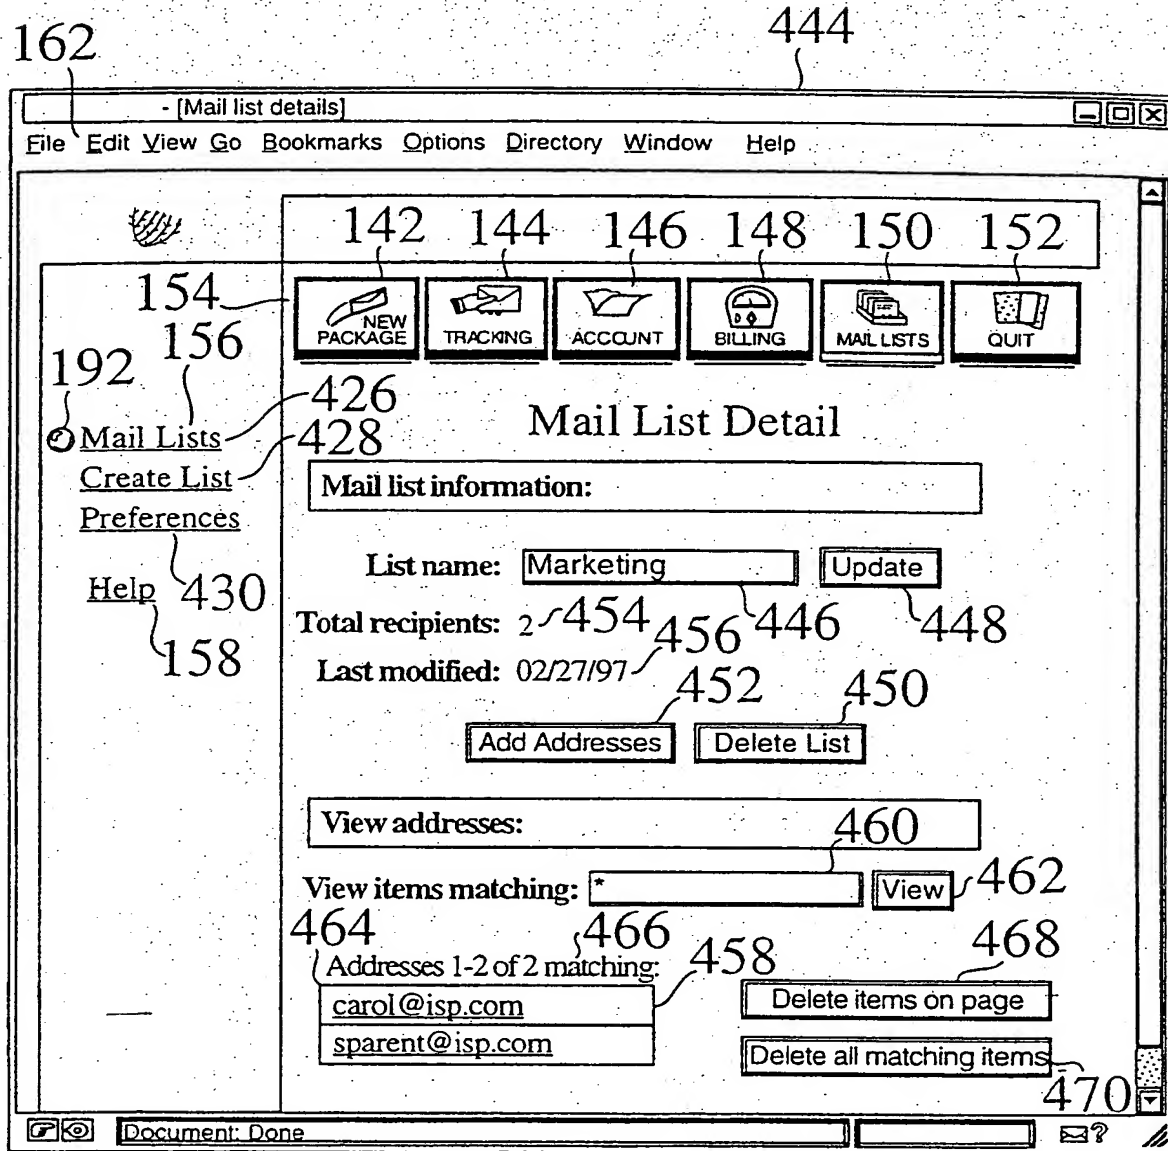 162
444
- [Mail list details]
File Edit View Go Bookmarks Options Directory Window Help
142 144 146 148 150 152
154
NEW PACKAGE TRACKING ACCOUNT BILLING MAIL LISTS QUIT
156
192
426
Mail Lists
Mail List Detail
428
Create List
Mail list information:
Preferences
List name: Marketing Update
Help 430
Total recipients: 2 454 446 448
158
Last modified: 02/27/97 456
452 450
Add Addresses Delete List
View addresses: 460
View items matching: * View 462
464 466 468
Addresses 1-2 of 2 matching: 458
carol@isp.com Delete items on page
sparent@isp.com Delete all matching items
470
Document: Done
?